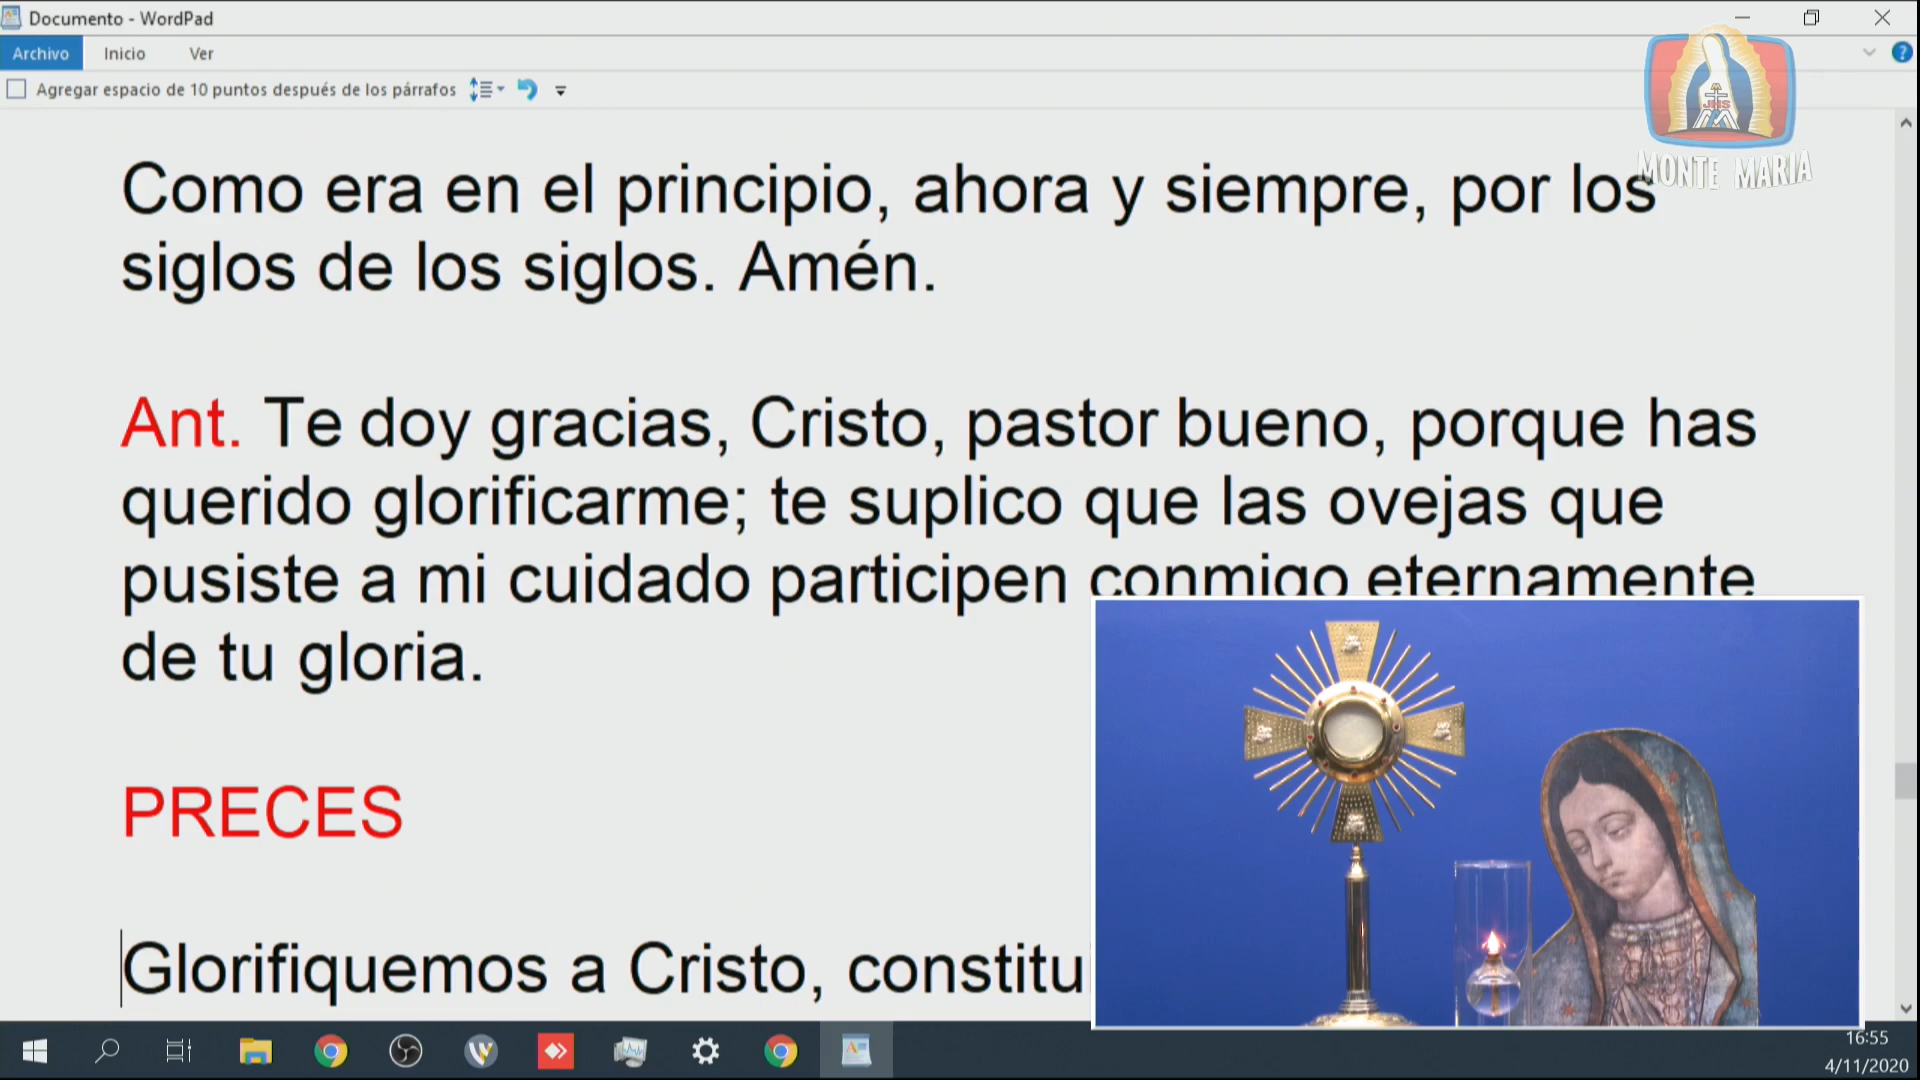 Documento - WordPad
Archivo Inicio Ver
Agregar espacio de 10 puntos después de los párrafos
JHS
MONTE MARIA
Como era en el principio, ahora y siempre, por los
siglos de los siglos. Amén.
Ant. Te doy gracias, Cristo, pastor bueno, porque has
querido glorificarme; te suplico que las ovejas que
pusiste a mi cuidado participen conmigo eternamente
de tu gloria.
PRECES
Glorifiquemos a Cristo, constitui
16:55
4/11/2020